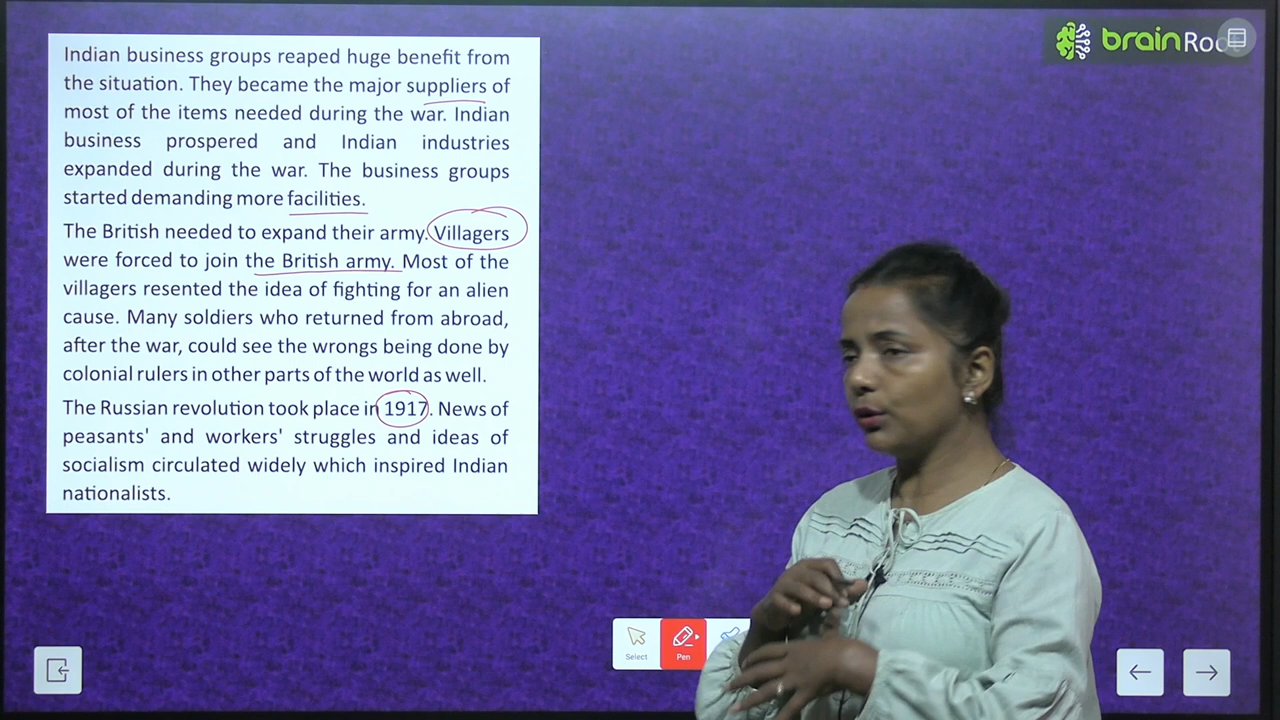 brainRoot
Indian business groups reaped huge benefit from
the situation. They became the major suppliers of
most of the items needed during the war. Indian
business prospered and Indian industries
expanded during the war. The business groups
started demanding more facilities.
The British needed to expand their army. Villagers
were forced to join the British army. Most of the
villagers resented the idea of fighting for an alien
cause. Many soldiers who returned from abroad,
after the war, could see the wrongs being done by
colonial rulers in other parts of the world as well.
The Russian revolution took place in 1917. News of
peasants' and workers' struggles and ideas of
socialism circulated widely which inspired Indian
nationalists.
Select
Pen